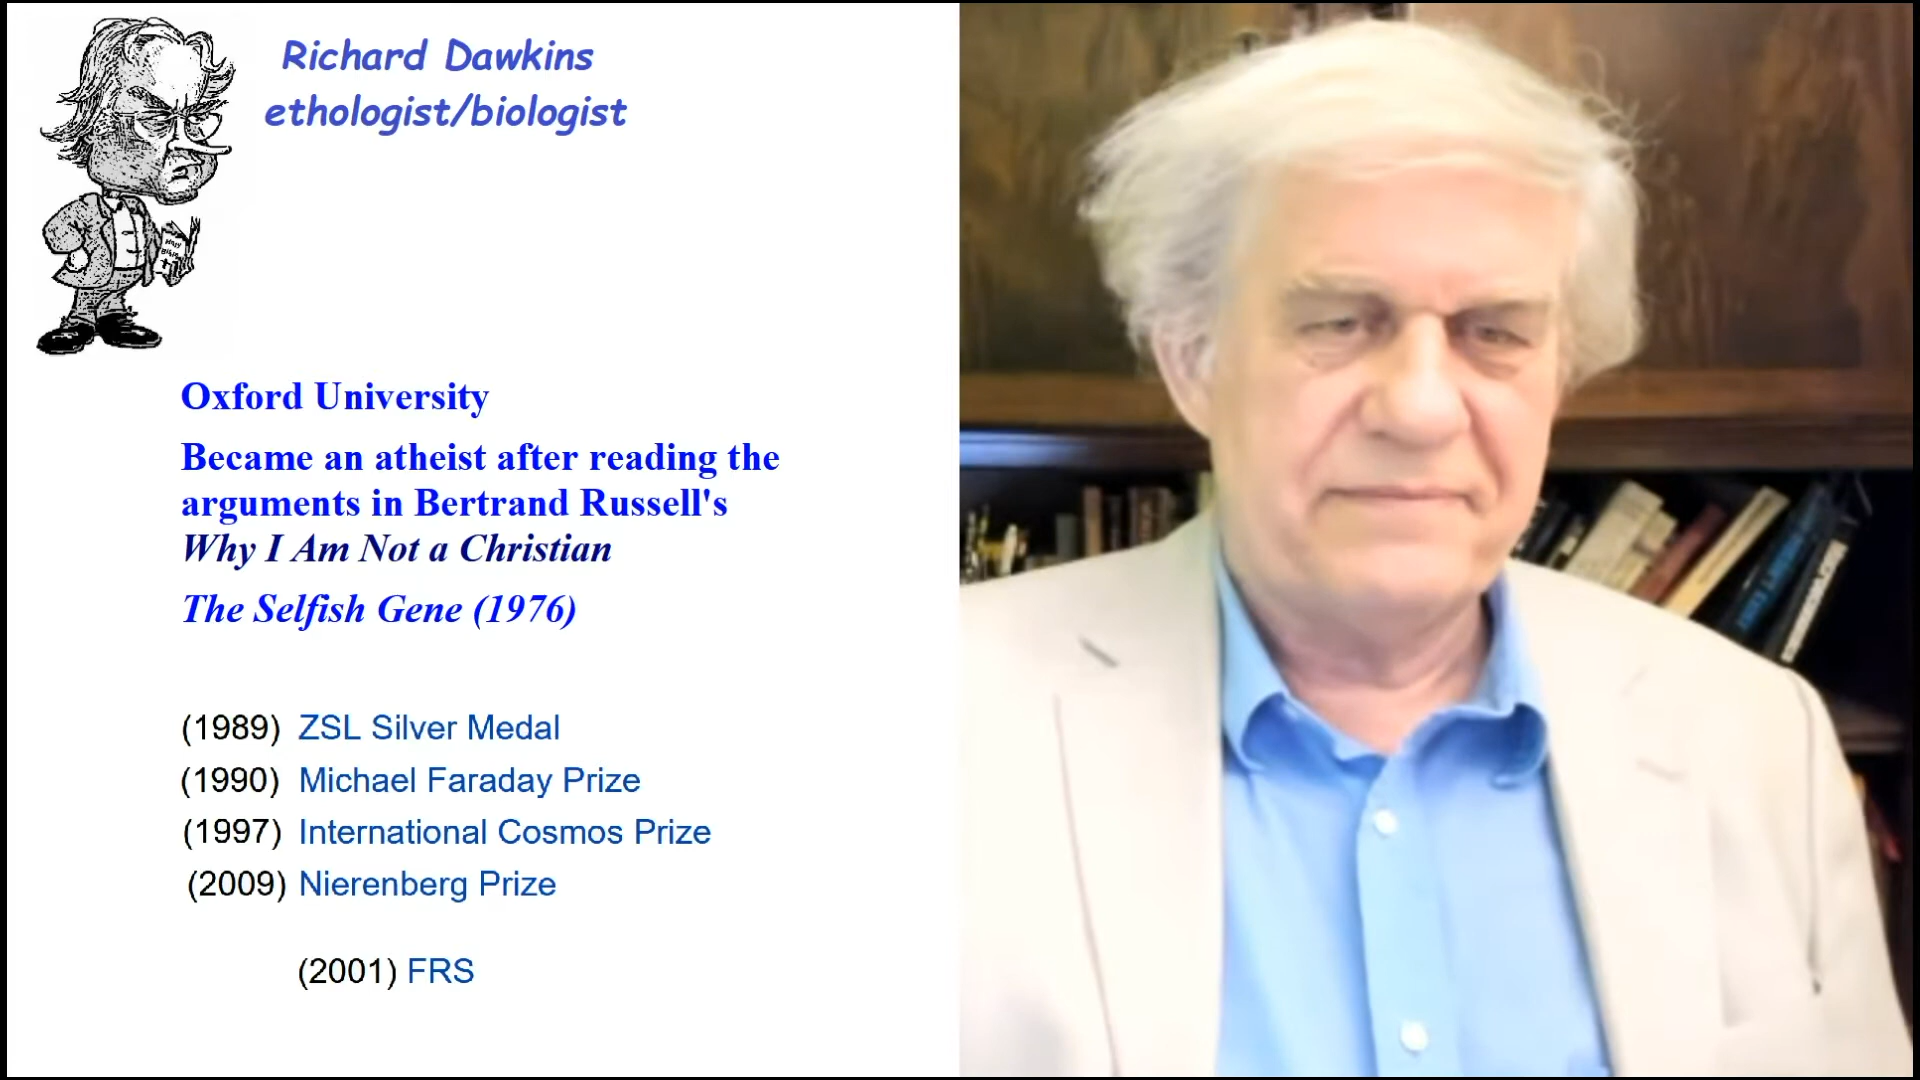 Richard Dawkins
ethologist/biologist
Oxford University
Became an atheist after reading the
arguments in Bertrand Russell's
Why I Am Not a Christian
The Selfish Gene (1976)
(1989) ZSL Silver Medal
(1990) Michael Faraday Prize
(1997) International Cosmos Prize
(2009) Nierenberg Prize
(2001) FRS